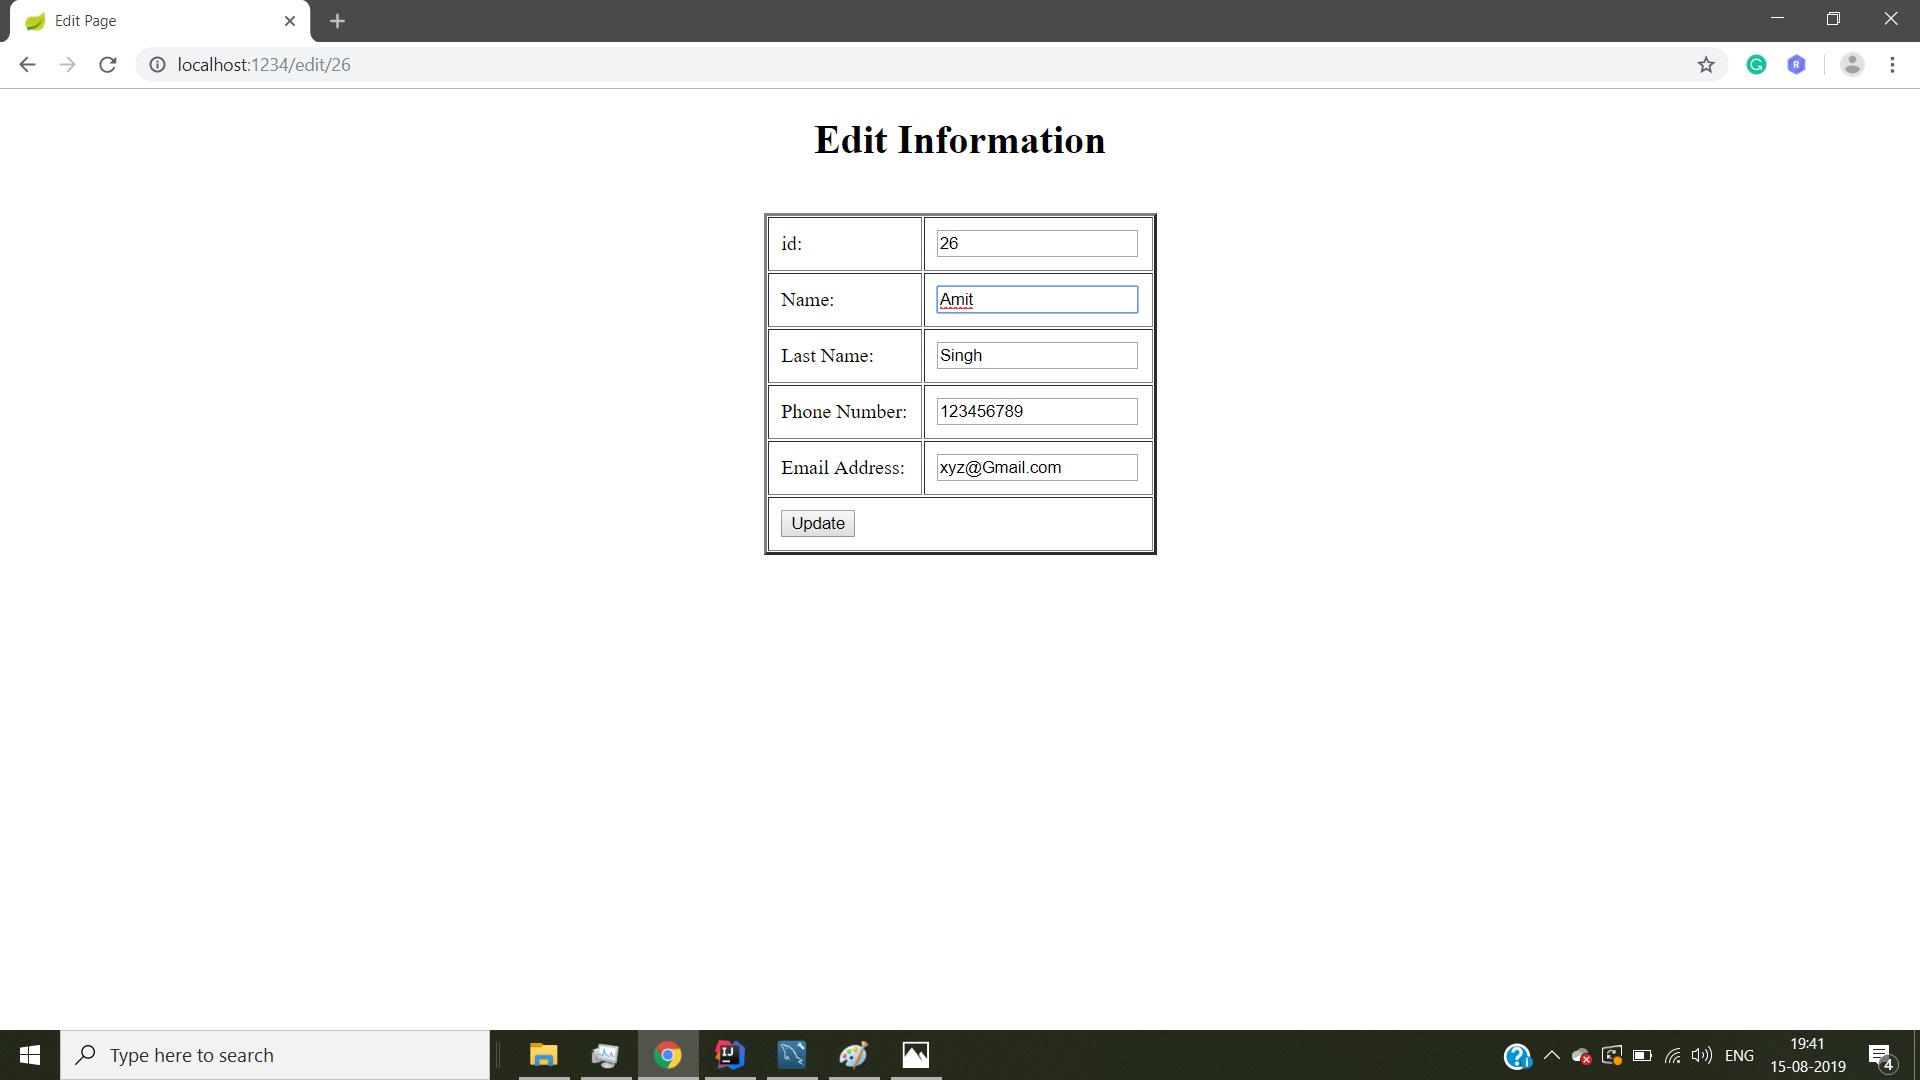 Edit Page
localhost:1234/edit/26
Edit Information
id: 26
Name: Amit
Last Name: Singh
Phone Number: 123456789
Email Address: xyz@Gmail.com
Update
Type here to search
ENG
19:41
15-08-2019
4